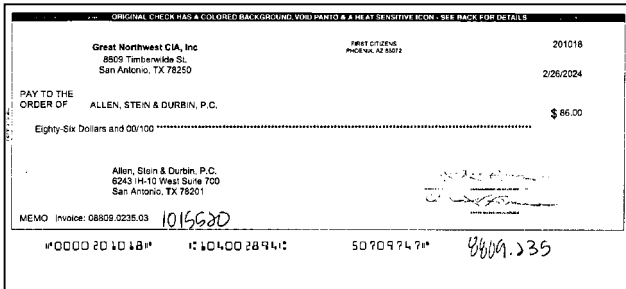 ORIGINAL CHECK HAS A COLORED BACKGROUND, VOID PANTO & A HEAT SENSITIVE ICON - SEE BACK FOR DETAILS
Great Northwest CIA, Inc
8809 Timberwilde St.
San Antonio, TX 78250
FIRST CITIZENS
PHOENIX, AZ 85072
201018
2/26/2024
PAY TO THE
ORDER OF ALLEN, STEIN & DURBIN, P.C.
$ 86.00
Eighty-Six Dollars and 00/100 ****
Allen, Stein & Durbin, P.C.
6243 IH-10 West Suite 700
San Antonio, TX 78201
MEMO Invoice: 08809.0235.03 1015620
⑈0000201018⑈ ⑆104002894⑆ 50709747⑈ 8809.235